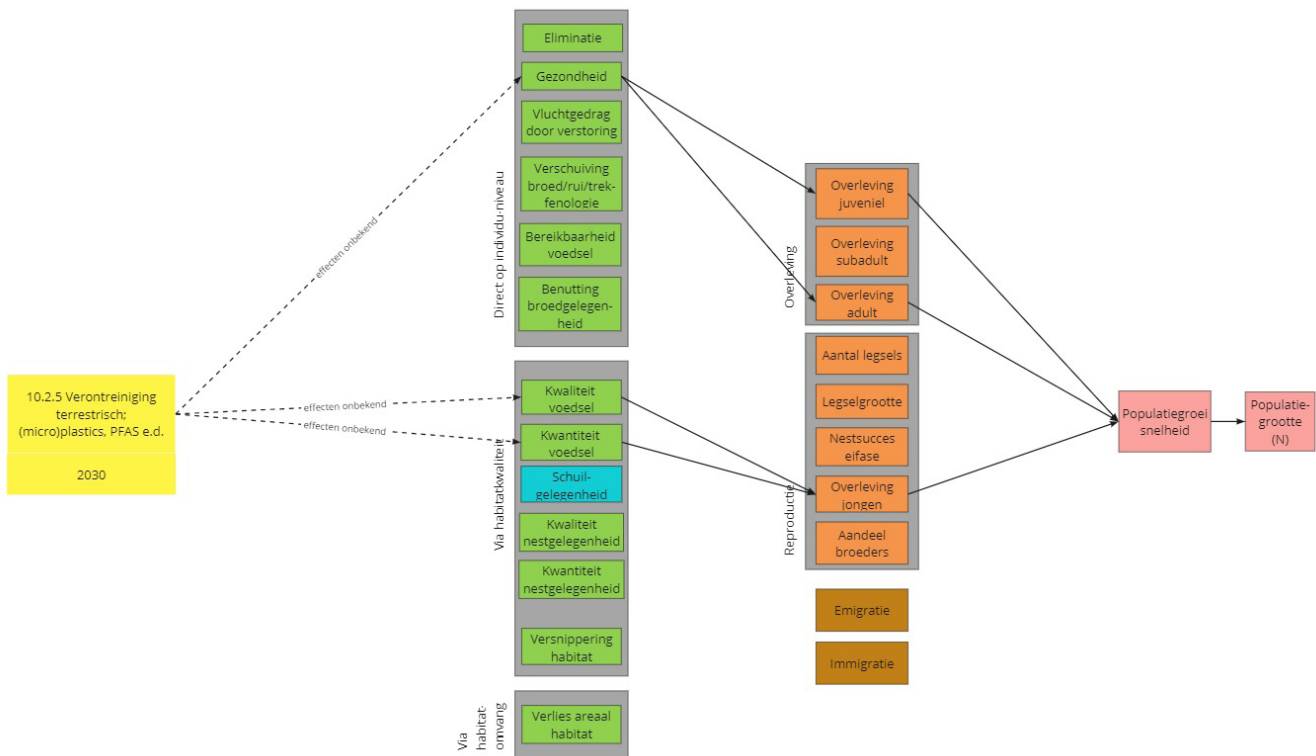 10.2.5 Verontreiniging
terrestrisch;
(micro)plastics, PFAS e.d.
2030
effecten onbekend
effecten onbekend
effecten onbekend
Direct op individu-niveau
Eliminatie
Gezondheid
Vluchtgedrag
door verstoring
Verschuiving
broed/rui/trek-
fenologie
Bereikbaarheid
voedsel
Benutting
broedgelegen-
heid
Via habitatkwaliteit
Kwaliteit
voedsel
Kwantiteit
voedsel
Schuil-
gelegenheid
Kwaliteit
nestgelegenheid
Kwantiteit
nestgelegenheid
Versnippering
habitat
Via
habitat-
omvang
Verlies areaal
habitat
Overleving
Overleving
juveniel
Overleving
subadult
Overleving
adult
Reproductie
Aantal legsels
Legselgrootte
Nestsucces
eifase
Overleving
jongen
Aandeel
broeders
Emigratie
Immigratie
Populatiegroei
snelheid
Populatie-
grootte
(N)